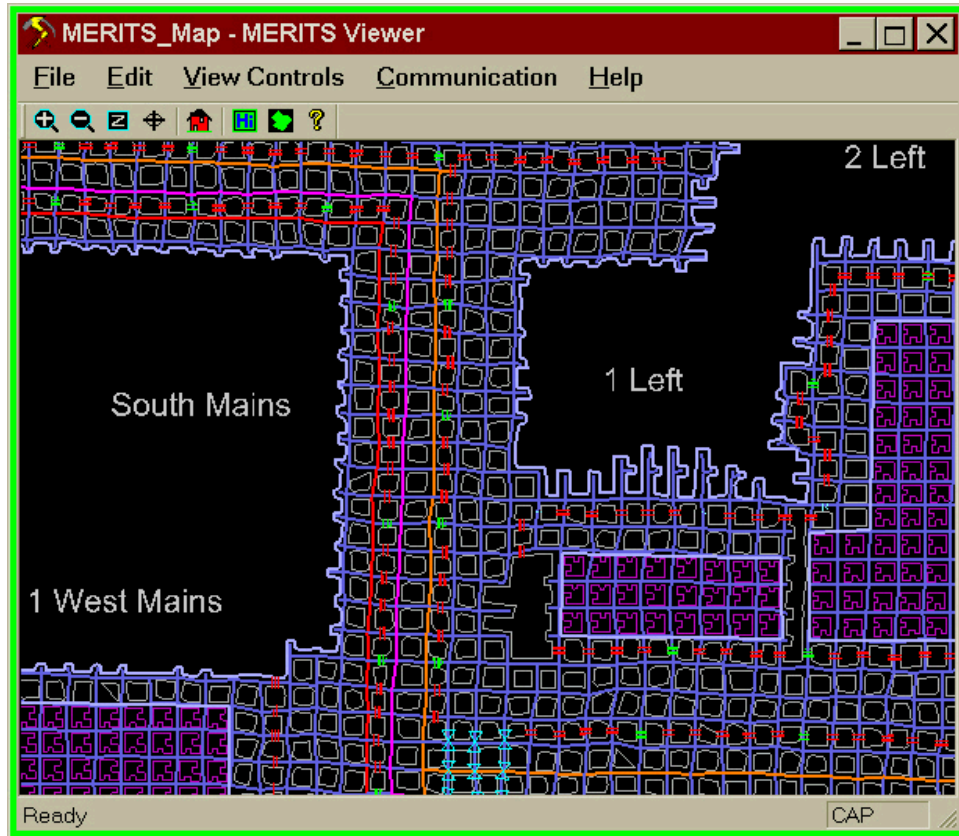 MERITS_Map - MERITS Viewer
File Edit View Controls Communication Help
Hi ?
2 Left
1 Left
South Mains
1 West Mains
Ready CAP